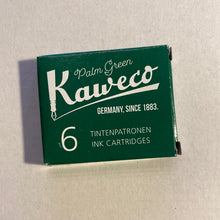 Palm Green
Kaweco
GERMANY, SINCE 1883.
6
TINTENPATRONEN
INK CARTRIDGES